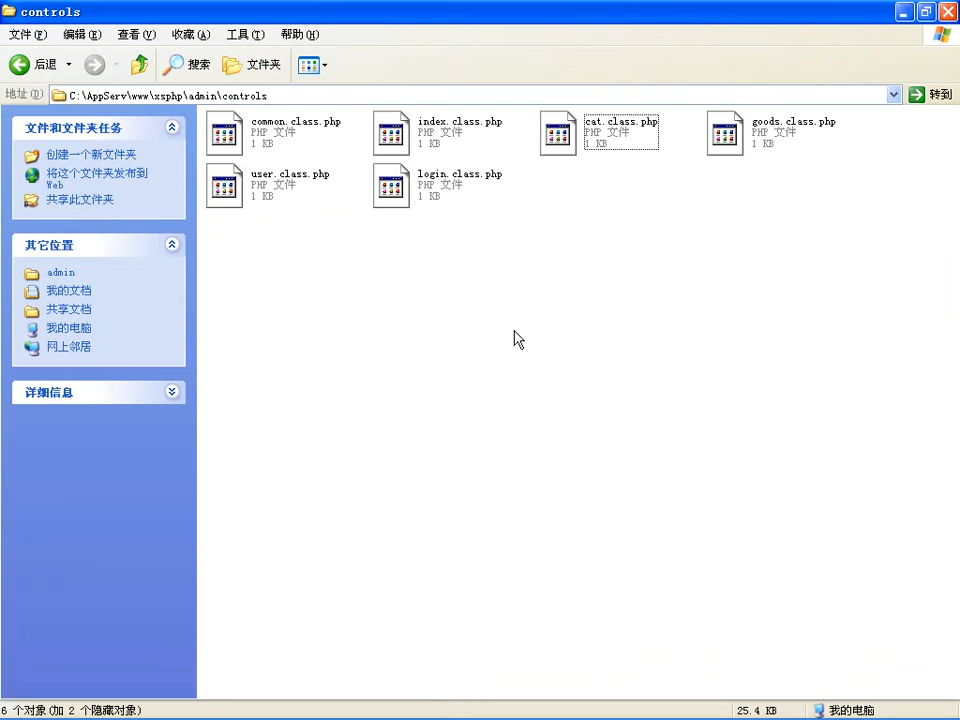 controls
文件(F) 编辑(E) 查看(V) 收藏(A) 工具(T) 帮助(H)
后退 搜索 文件夹
地址(D) C:\AppServ\www\xsphp\admin\controls 转到
文件和文件夹任务
创建一个新文件夹
将这个文件夹发布到
Web
共享此文件夹
其它位置
admin
我的文档
共享文档
我的电脑
网上邻居
详细信息
common.class.php
PHP 文件
1 KB
index.class.php
PHP 文件
1 KB
cat.class.php
PHP 文件
1 KB
goods.class.php
PHP 文件
1 KB
user.class.php
PHP 文件
1 KB
login.class.php
PHP 文件
1 KB
6 个对象(加 2 个隐藏对象) 25.4 KB 我的电脑